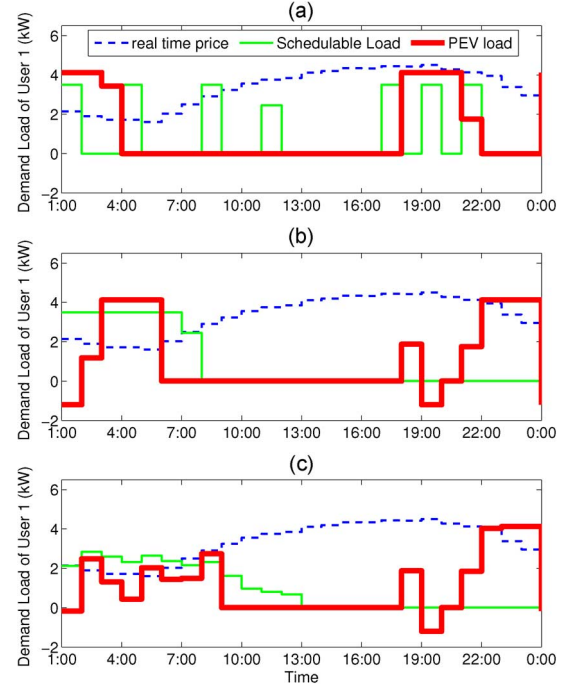 (a)
real time price
Schedulable Load
PEV load
Demand Load of User 1 (kW)
6
4
2
0
−2
1:00 4:00 7:00 10:00 13:00 16:00 19:00 22:00 0:00
(b)
Demand Load of User 1 (kW)
6
4
2
0
−2
1:00 4:00 7:00 10:00 13:00 16:00 19:00 22:00 0:00
(c)
Demand Load of User 1 (kW)
6
4
2
0
−2
1:00 4:00 7:00 10:00 13:00 16:00 19:00 22:00 0:00
Time